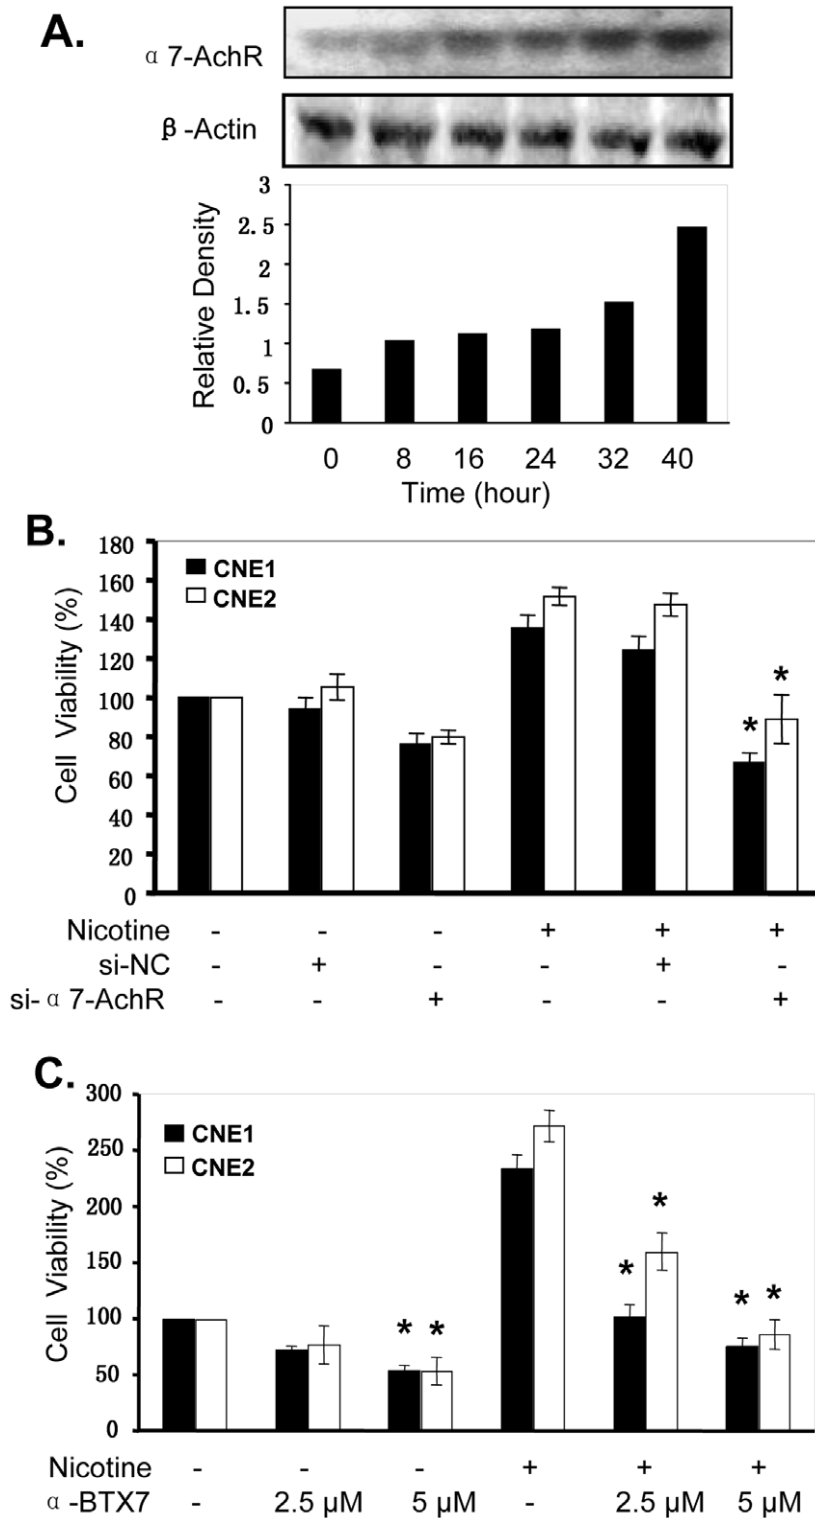 A.
α 7-AchR
β-Actin
Relative Density
3
2.5
2
1.5
1
0.5
0
0 8 16 24 32 40
Time (hour)
B.
Cell Viability (%)
180
160
140
120
100
80
60
40
20
0
CNE1
CNE2
* *
Nicotine - - - + + +
si-NC - + - - + -
si-α 7-AchR - - + - - +
C.
Cell Viability (%)
300
250
200
150
100
50
0
CNE1
CNE2
* * * * * *
Nicotine - - - + + +
α-BTX7 - 2.5 μM 5 μM - 2.5 μM 5 μM